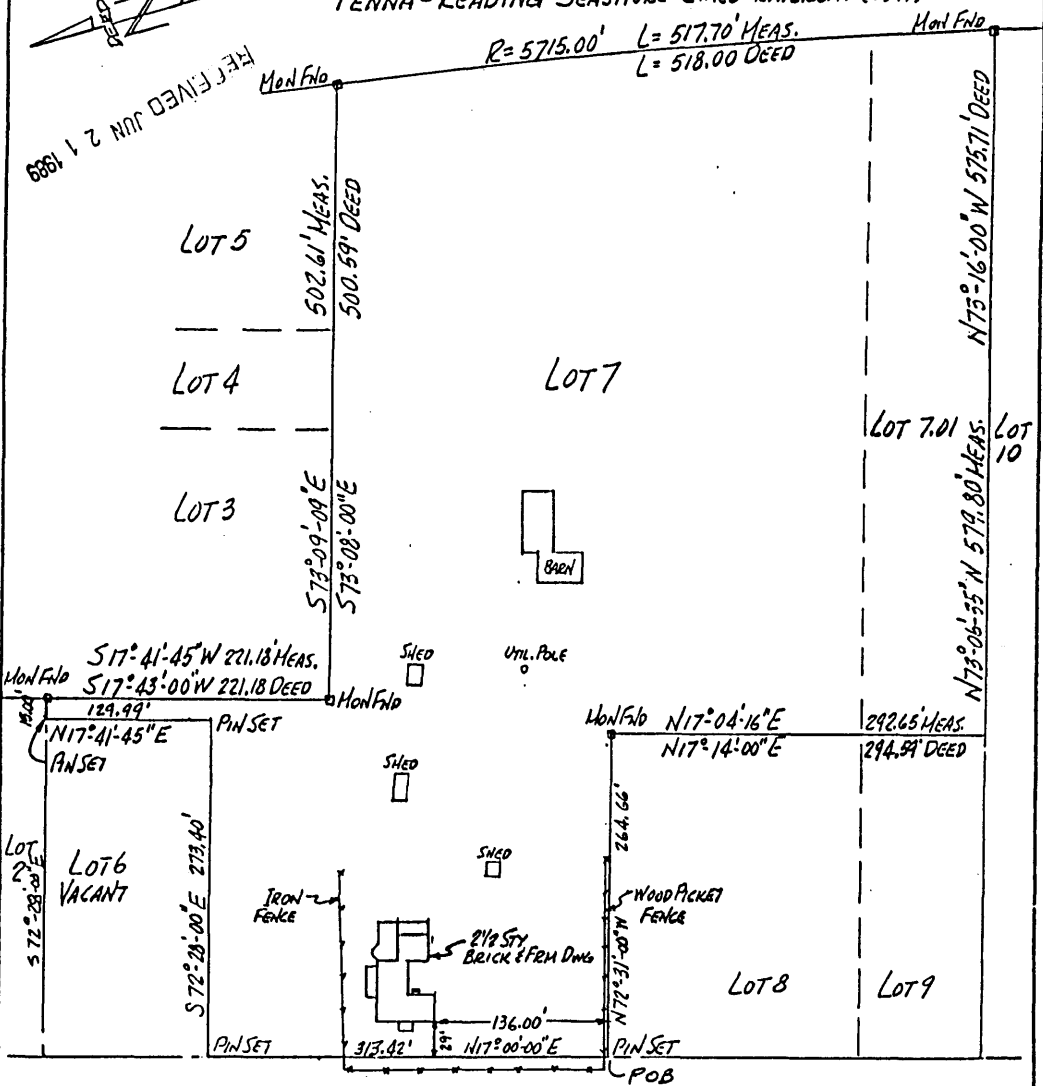 PENNA-READING SEASHORE LINES RAILROAD
DEED
RECEIVED JUN 21 1989
MON FND
R= 5715.00' L= 517.70' MEAS.
L= 518.00 DEED
MON FND
LOT 5
502.61' MEAS.
500.59' DEED
N73°-16'-00"W 575.71' DEED
LOT 4
LOT 7
LOT 7.01
LOT 10
LOT 3
S73°-09'-09"E
S73°-08'-00"E
BARN
N73°-06'-35"N 579.80' MEAS.
S17°-41'-45"W 221.18' MEAS.
S17°-43'-00"W 221.18 DEED
SHED
UTIL. POLE
MON FND
MON FND
15.00'
129.99'
N17°-41'-45"E
PIN SET
PIN SET
MON FND
N17°-04'-16"E 292.65' MEAS.
N17°-14'-00"E 294.59' DEED
SHED
LOT 2
S72°-28'-00"E
LOT 6
VACANT
S72°-28'-00"E 273.40'
SHED
264.66'
N72°-31'-00"W
IRON FENCE
WOOD PICKET
FENCE
2 1/2 STY
BRICK & FRM DWG
LOT 8
LOT 9
136.00'
29'
PIN SET
313.42'
N17°00'-00"E
PIN SET
POB